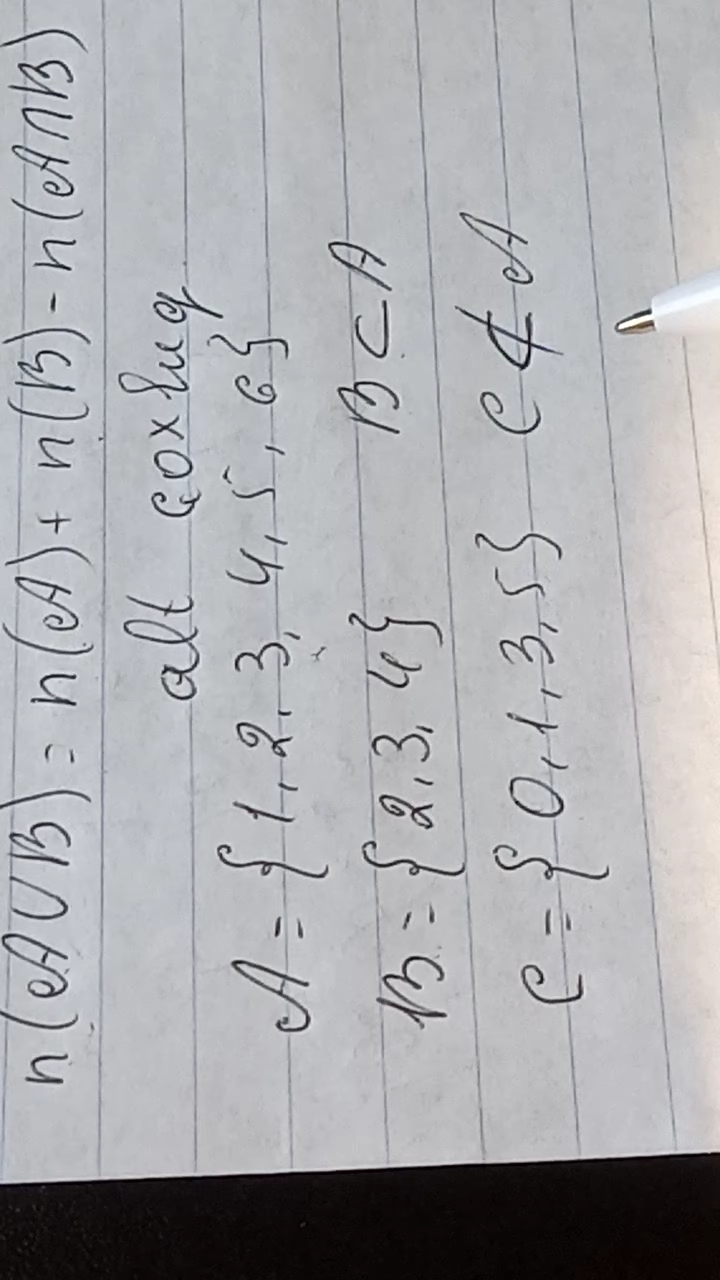 n(A∪B) = n(A) + n(B) - n(A∩B)
alt çoxluq
A = {1, 2, 3, 4, 5, 6}
B = {2, 3, 4} B ⊂ A
C = {0, 1, 3, 5} C ⊄ A